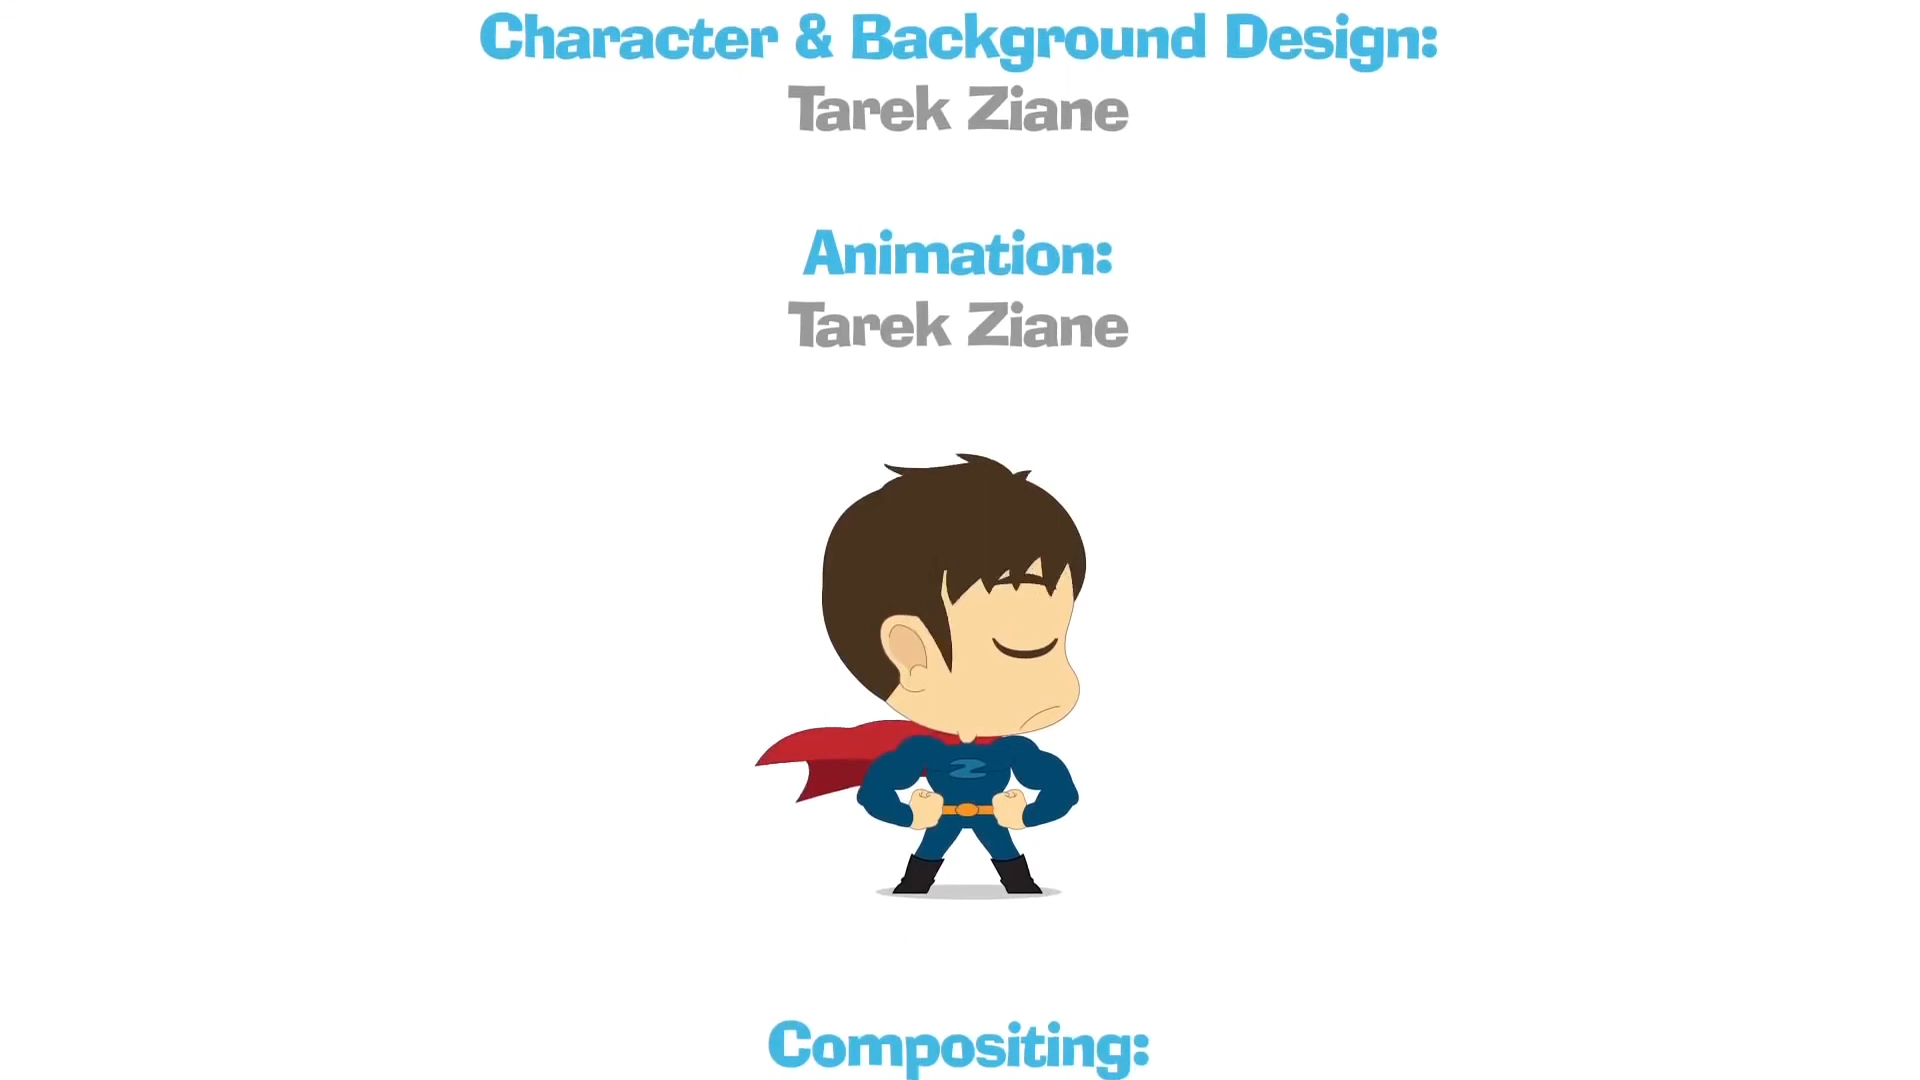 Character & Background Design:
Tarek Ziane
Animation:
Tarek Ziane
Z
Compositing: